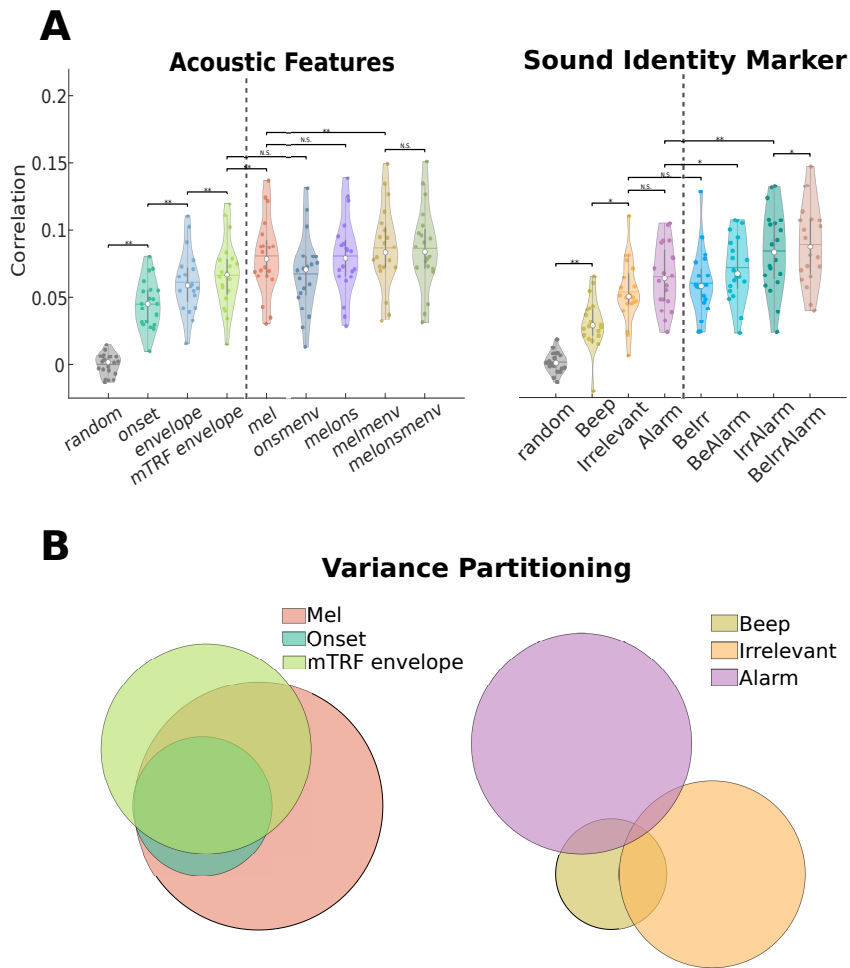 A
Acoustic Features
Sound Identity Marker
Correlation
0.2
0.15
0.1
0.05
0
**
**
**
**
N.S.
N.S.
**
N.S.
**
*
N.S.
N.S.
*
**
*
random
onset
envelope
mTRF envelope
mel
onsmenv
melons
melmenv
melonsmenv
random
Beep
Irrelevant
Alarm
BeIrr
BeAlarm
IrrAlarm
BeIrrAlarm
B
Variance Partitioning
Mel
Onset
mTRF envelope
Beep
Irrelevant
Alarm